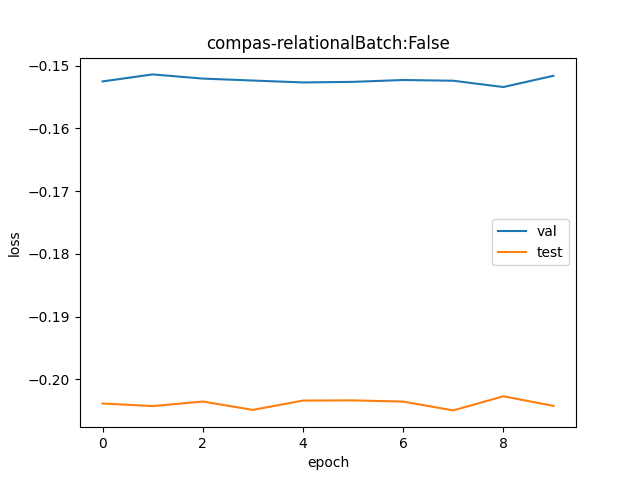 compas-relationalBatch:False
−0.15
−0.16
−0.17
−0.18
−0.19
−0.20
loss
val
test
0 2 4 6 8
epoch